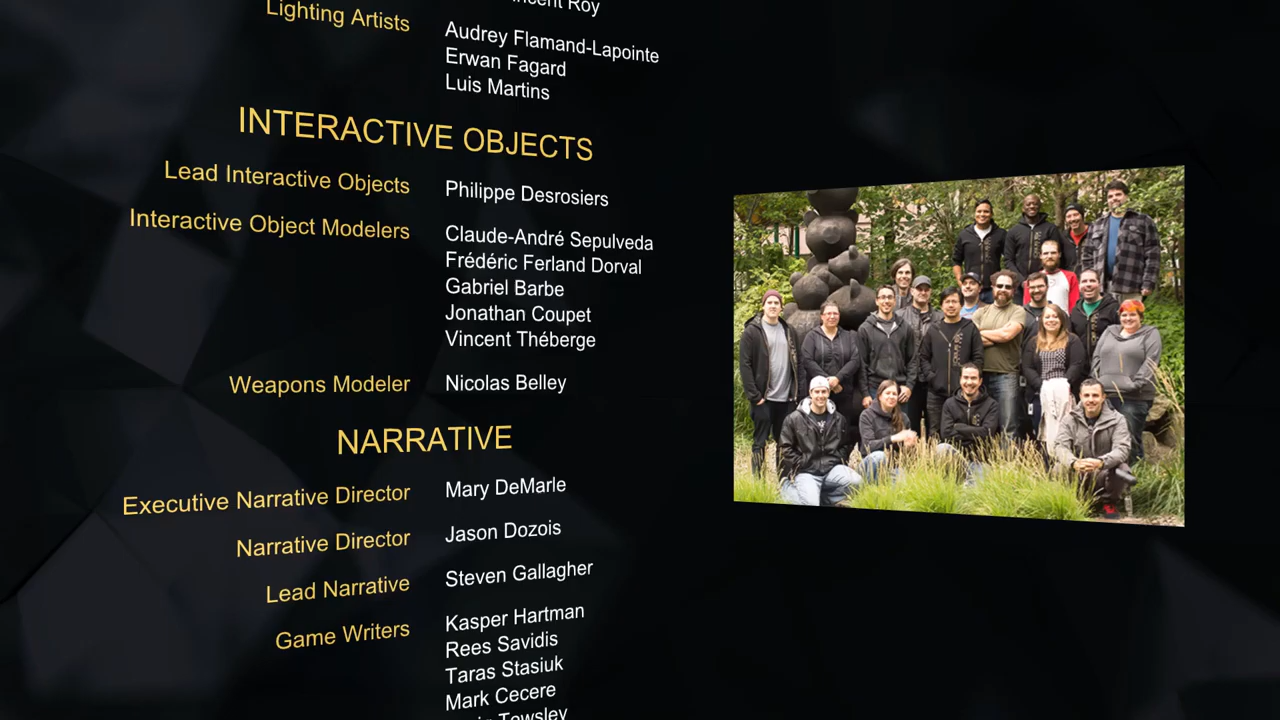 Roy
Lighting Artists
Audrey Flamand-Lapointe
Erwan Fagard
Luis Martins
INTERACTIVE OBJECTS
Lead Interactive Objects Philippe Desrosiers
Interactive Object Modelers Claude-André Sepulveda
Frédéric Ferland Dorval
Gabriel Barbe
Jonathan Coupet
Vincent Théberge
Weapons Modeler Nicolas Belley
NARRATIVE
Executive Narrative Director Mary DeMarle
Narrative Director Jason Dozois
Lead Narrative Steven Gallagher
Game Writers Kasper Hartman
Rees Savidis
Taras Stasiuk
Mark Cecere
Towsley